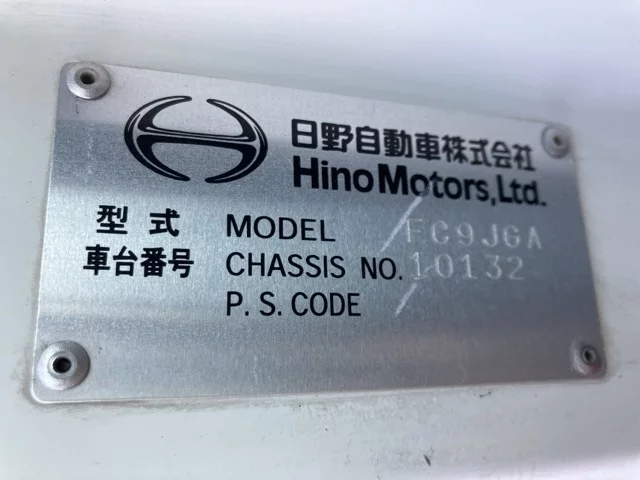 日野自動車株式会社
Hino Motors, Ltd.
型式 MODEL FC9JGA
車台番号 CHASSIS NO. 10132
P. S. CODE